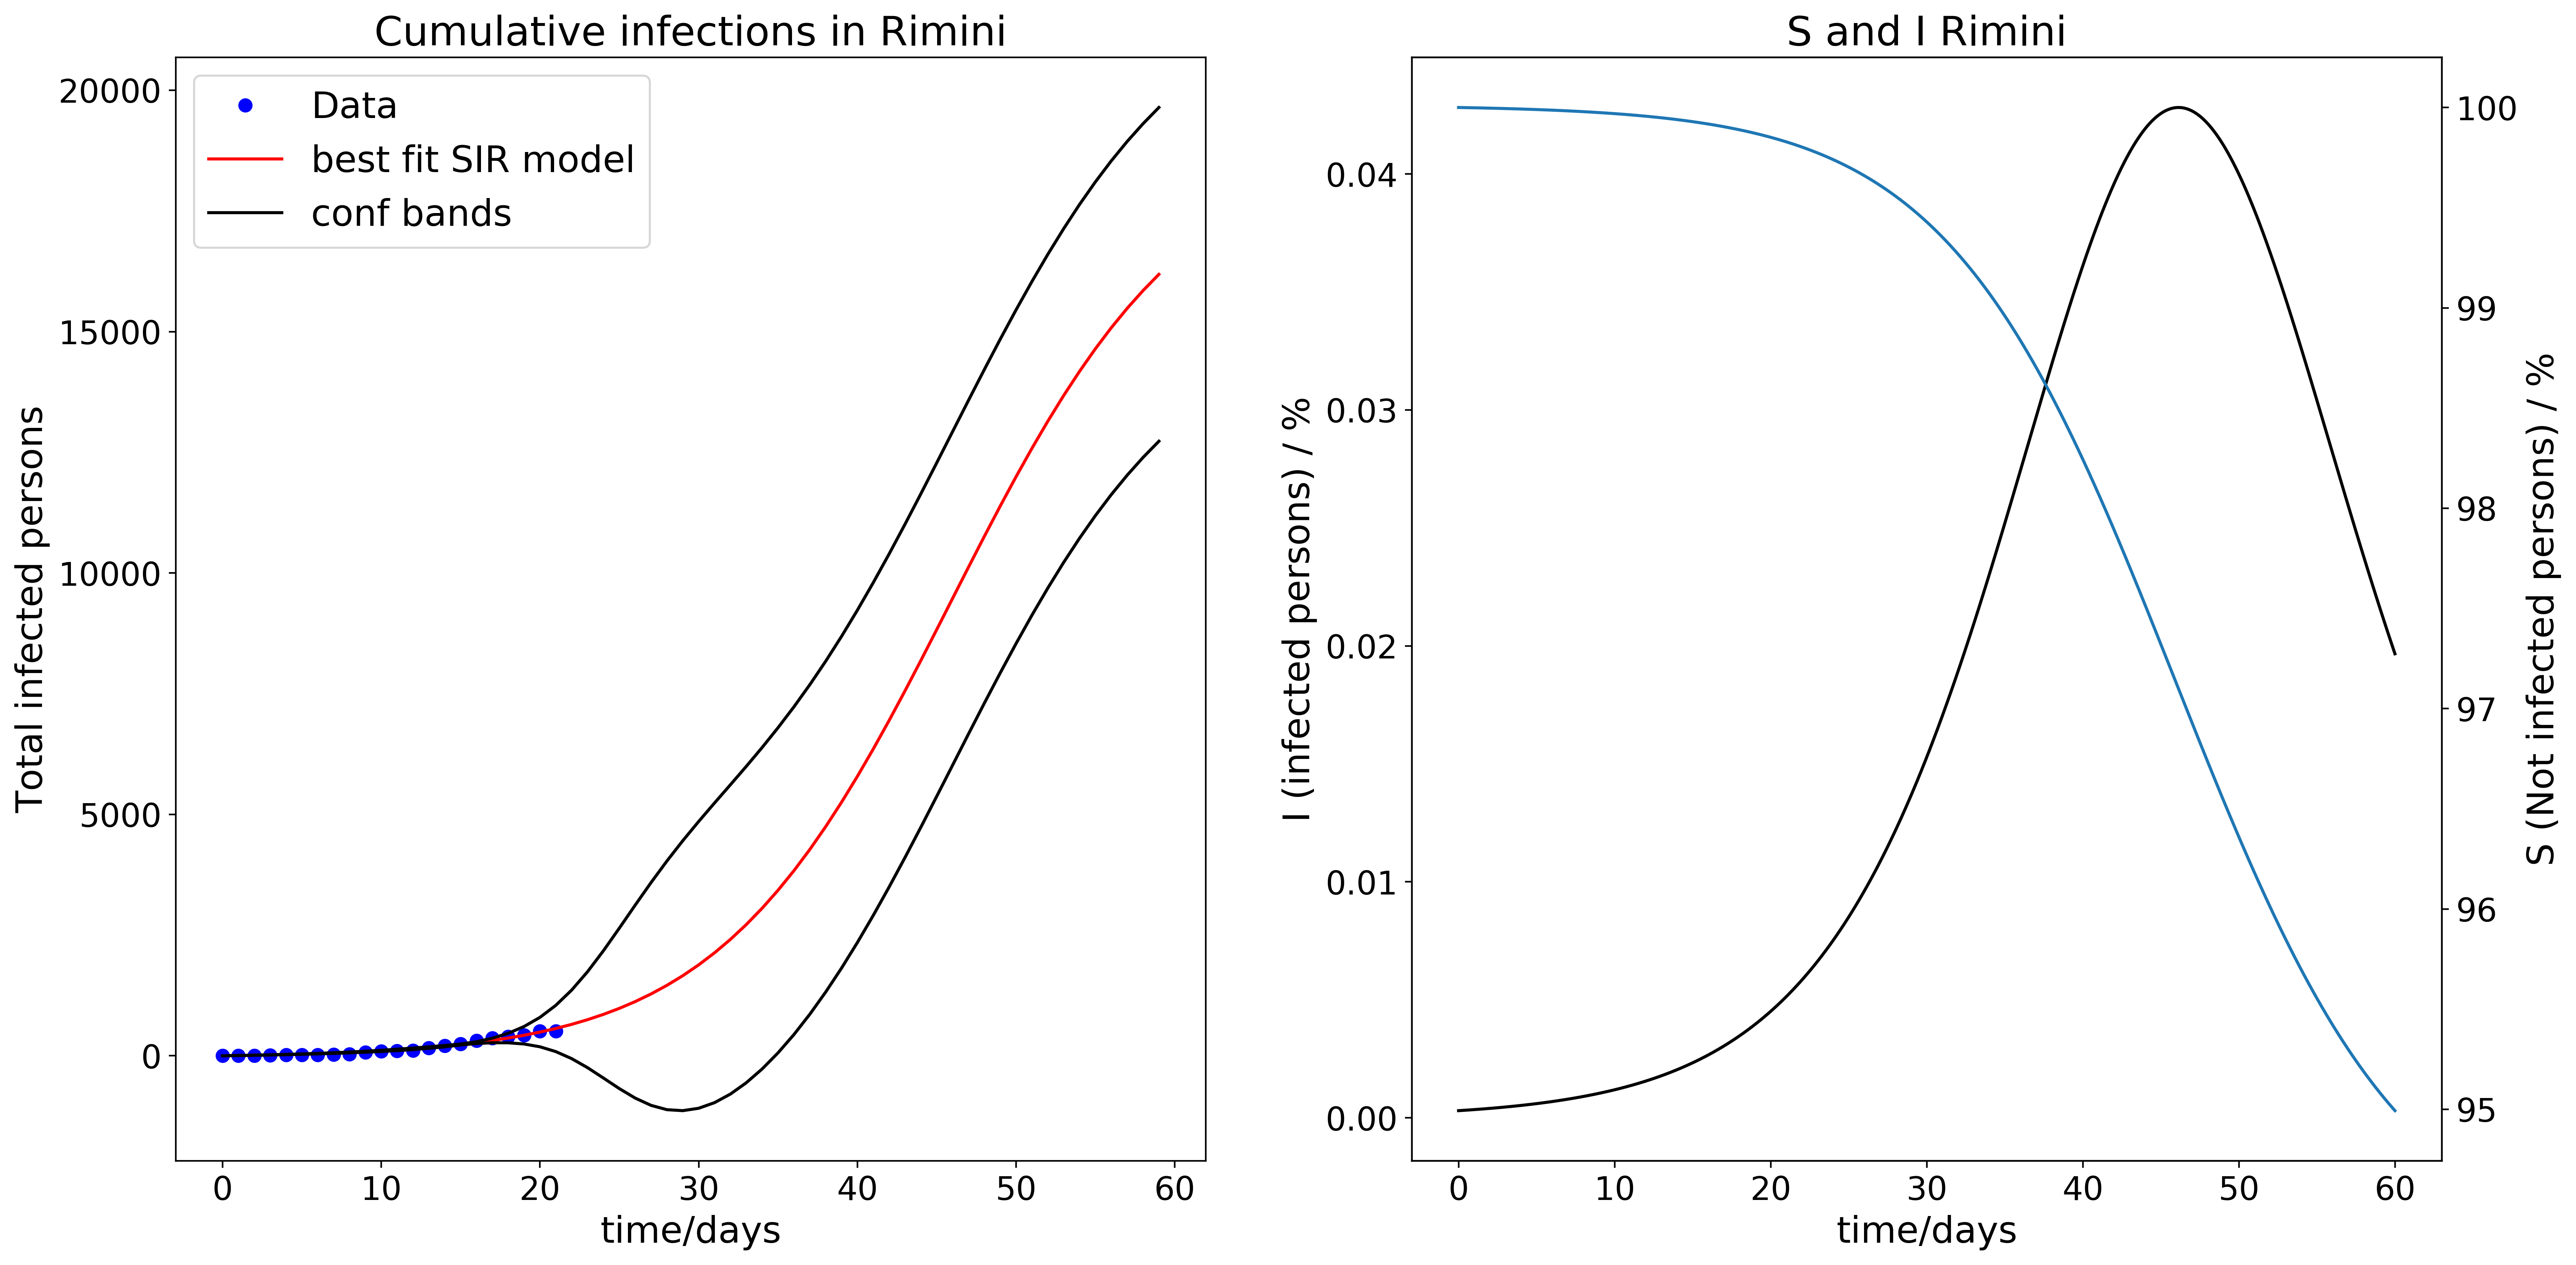 Cumulative infections in Rimini
Data
best fit SIR model
conf bands
20000
15000
10000
5000
0
Total infected persons
0 10 20 30 40 50 60
time/days
S and I Rimini
0.04
0.03
0.02
0.01
0.00
I (infected persons) / %
100
99
98
97
96
95
S (Not infected persons) / %
0 10 20 30 40 50 60
time/days